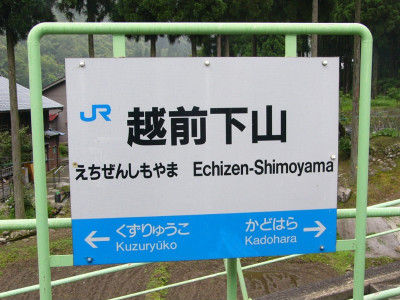 JR
越前下山
えちぜんしもやま Echizen-Shimoyama
← くずりゅうこ かどはら →
Kuzuryūko Kadohara